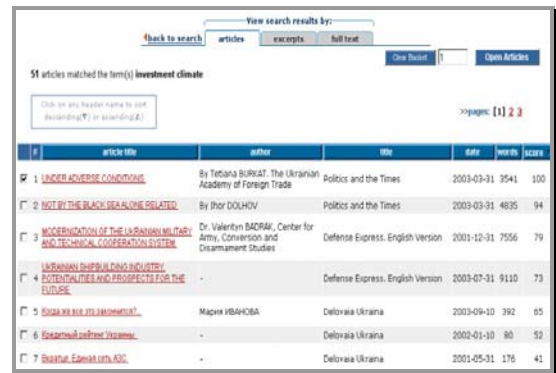 View search results by:
back to search articles excerpts full text
Clear Basket 1 Open Articles
51 articles matched the term(s) investment climate
Click on any header name to sort
descending(▼) or ascending(▲)
>>pages: [1] 2 3
# article title author title date words score
1 UNDER ADVERSE CONDITIONS. By Tetiana BURKAT. The Ukrainian Academy of Foreign Trade Politics and the Times 2003-03-31 3541 100
2 NOT BY THE BLACK SEA ALONE RELATED. By Ihor DOLHOV Politics and the Times 2003-03-31 4835 94
3 MODERNIZATION OF THE UKRAINIAN MILITARY AND TECHNICAL COOPERATION SYSTEM. Dr. Valerityn BADRAK, Center for Army, Conversion and Disarmament Studies Defense Express. English Version 2001-12-31 7556 79
4 UKRAINIAN SHIPBUILDING INDUSTRY. POTENTIALITIES AND PROSPECTS FOR THE FUTURE. - Defense Express. English Version 2003-07-31 9110 73
5 Когда же все это закончится?.. Мария ИВАНОВА Delovaia Ukraina 2003-09-10 392 65
6 Кредитный рейтинг Украины. - Delovaia Ukraina 2002-01-10 80 52
7 Вкратце. Единая сеть АЗС. - Delovaia Ukraina 2001-05-31 176 41